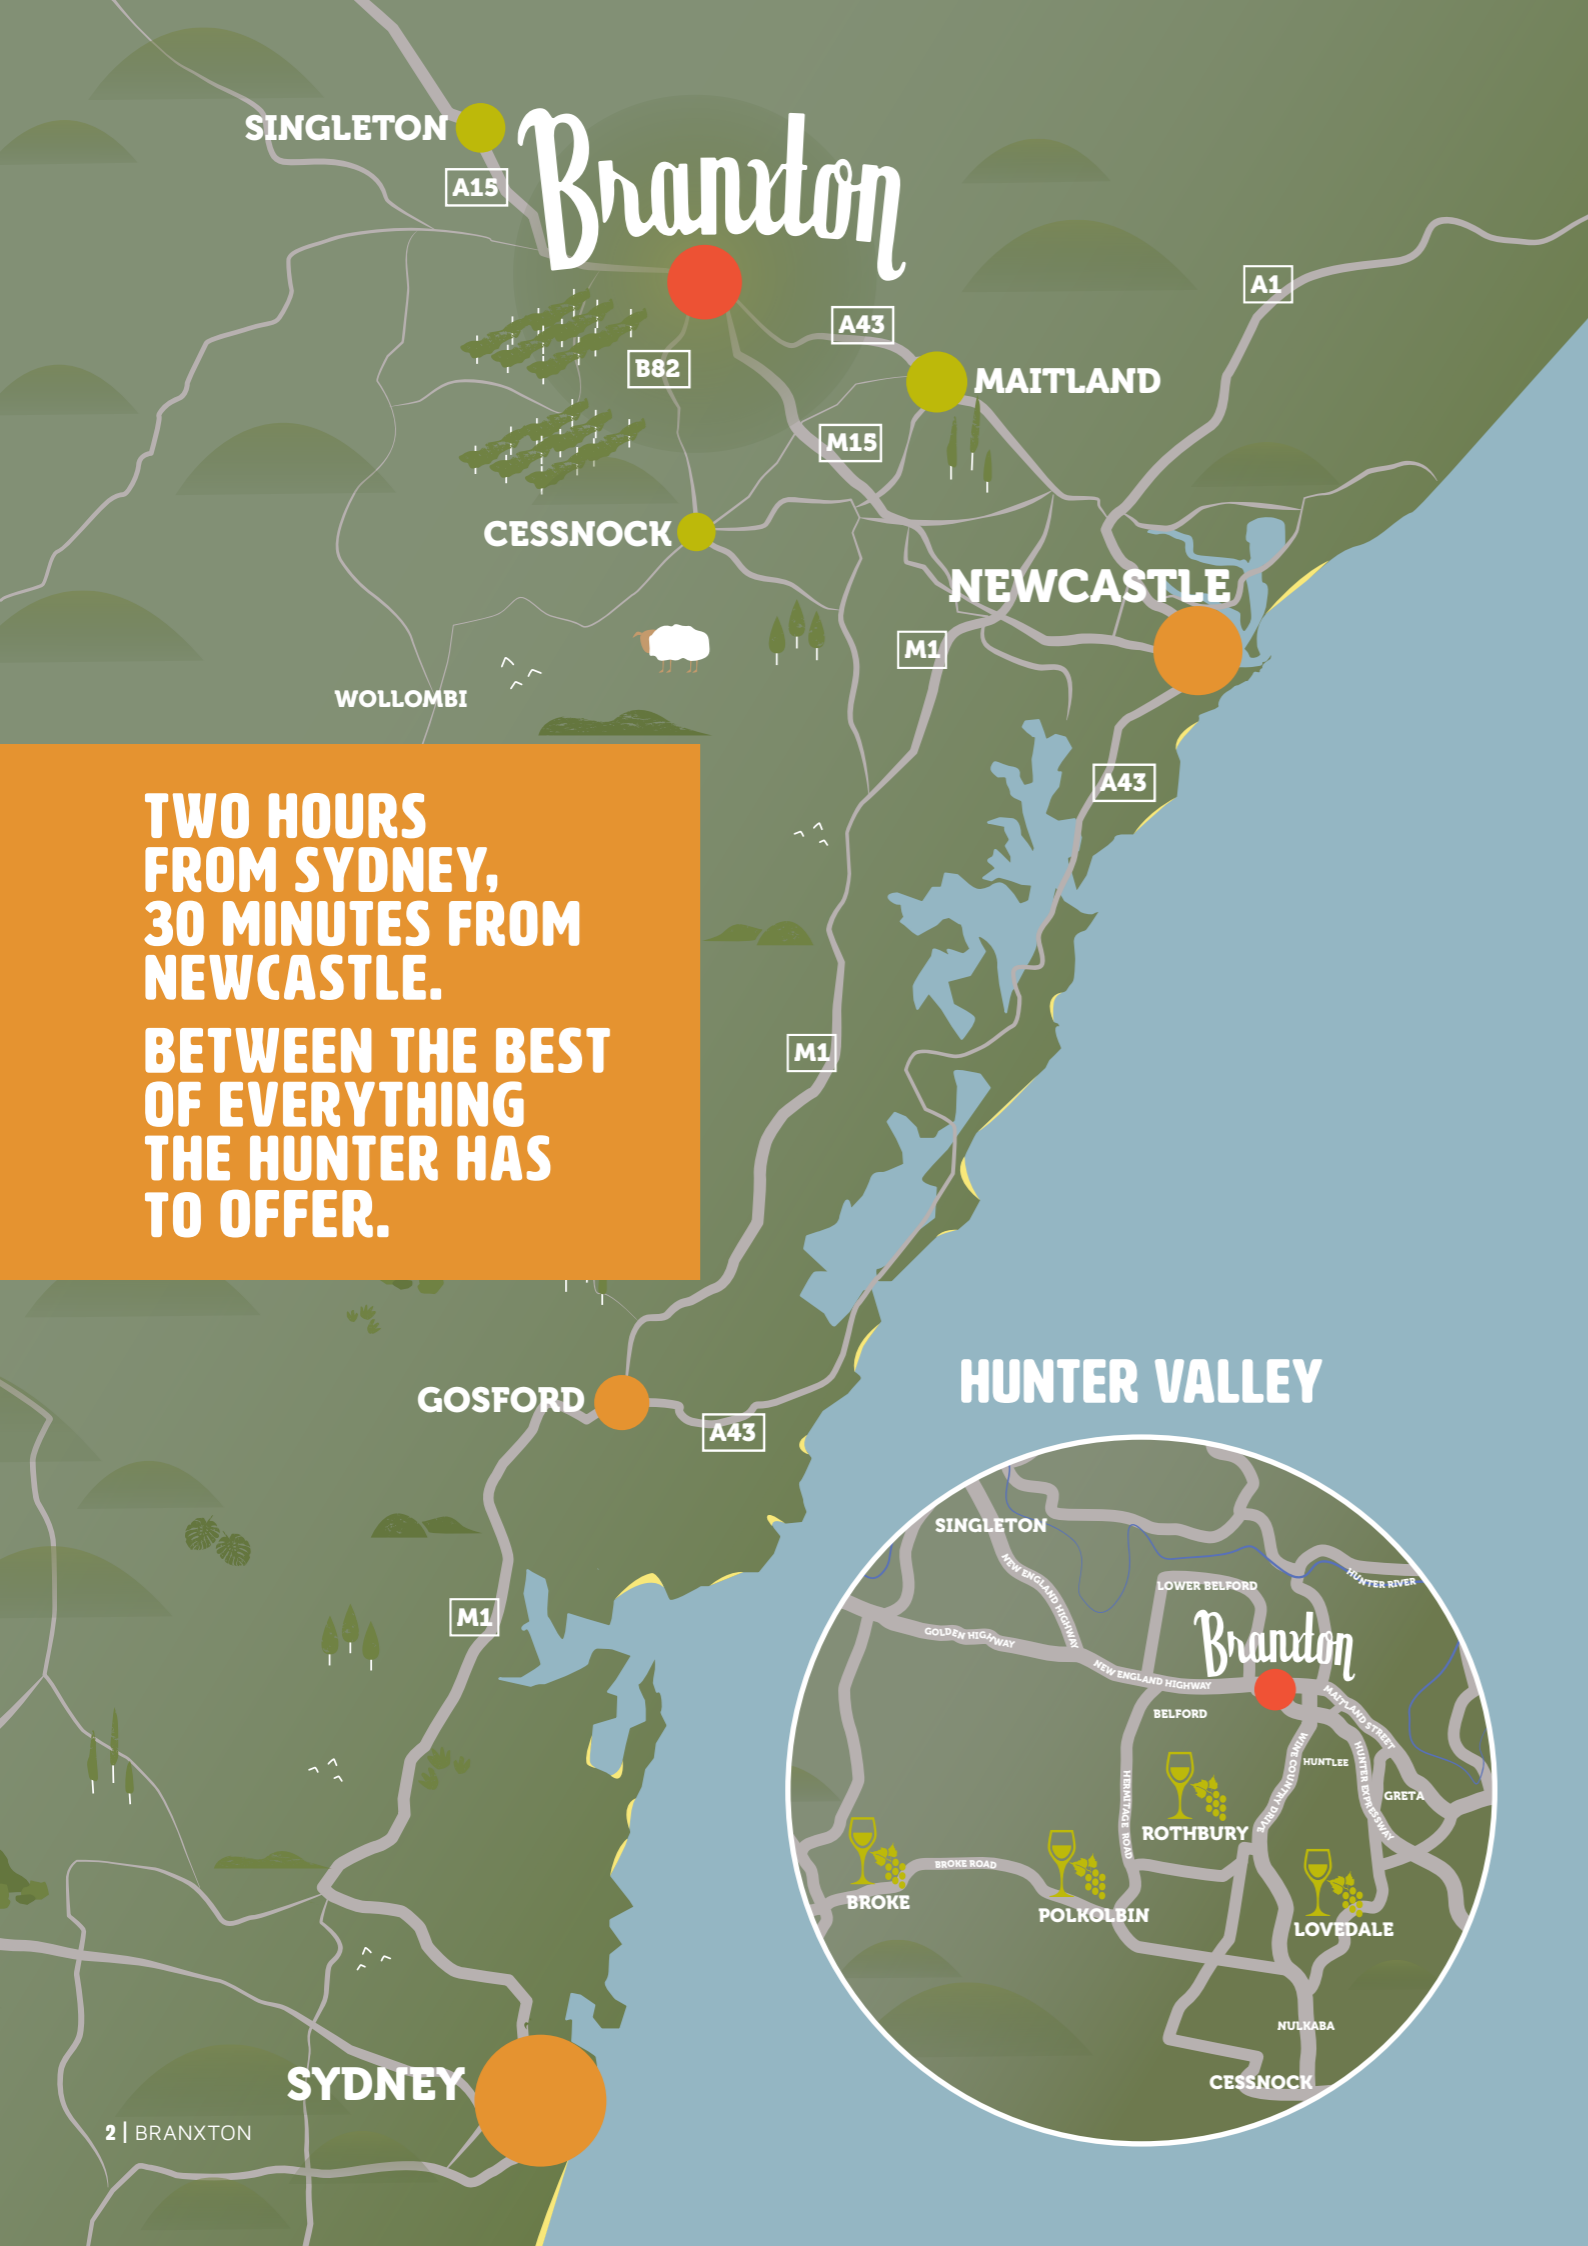 SINGLETON
Branxton
A15
A1
A43
B82
MAITLAND
M15
CESSNOCK
NEWCASTLE
M1
WOLLOMBI
A43
TWO HOURS
FROM SYDNEY,
30 MINUTES FROM
NEWCASTLE.
BETWEEN THE BEST
OF EVERYTHING
THE HUNTER HAS
TO OFFER.
M1
GOSFORD
A43
M1
SYDNEY
HUNTER VALLEY
SINGLETON
NEW ENGLAND HIGHWAY
LOWER BELFORD
HUNTER RIVER
Branxton
GOLDEN HIGHWAY
NEW ENGLAND HIGHWAY
BELFORD
MAITLAND STREET
WINE COUNTRY DRIVE
HUNTLEE
HUNTER EXPRESSWAY
GRETA
HERMITAGE ROAD
ROTHBURY
BROKE ROAD
BROKE
POLKOLBIN
LOVEDALE
NULKABA
CESSNOCK
2 | BRANXTON